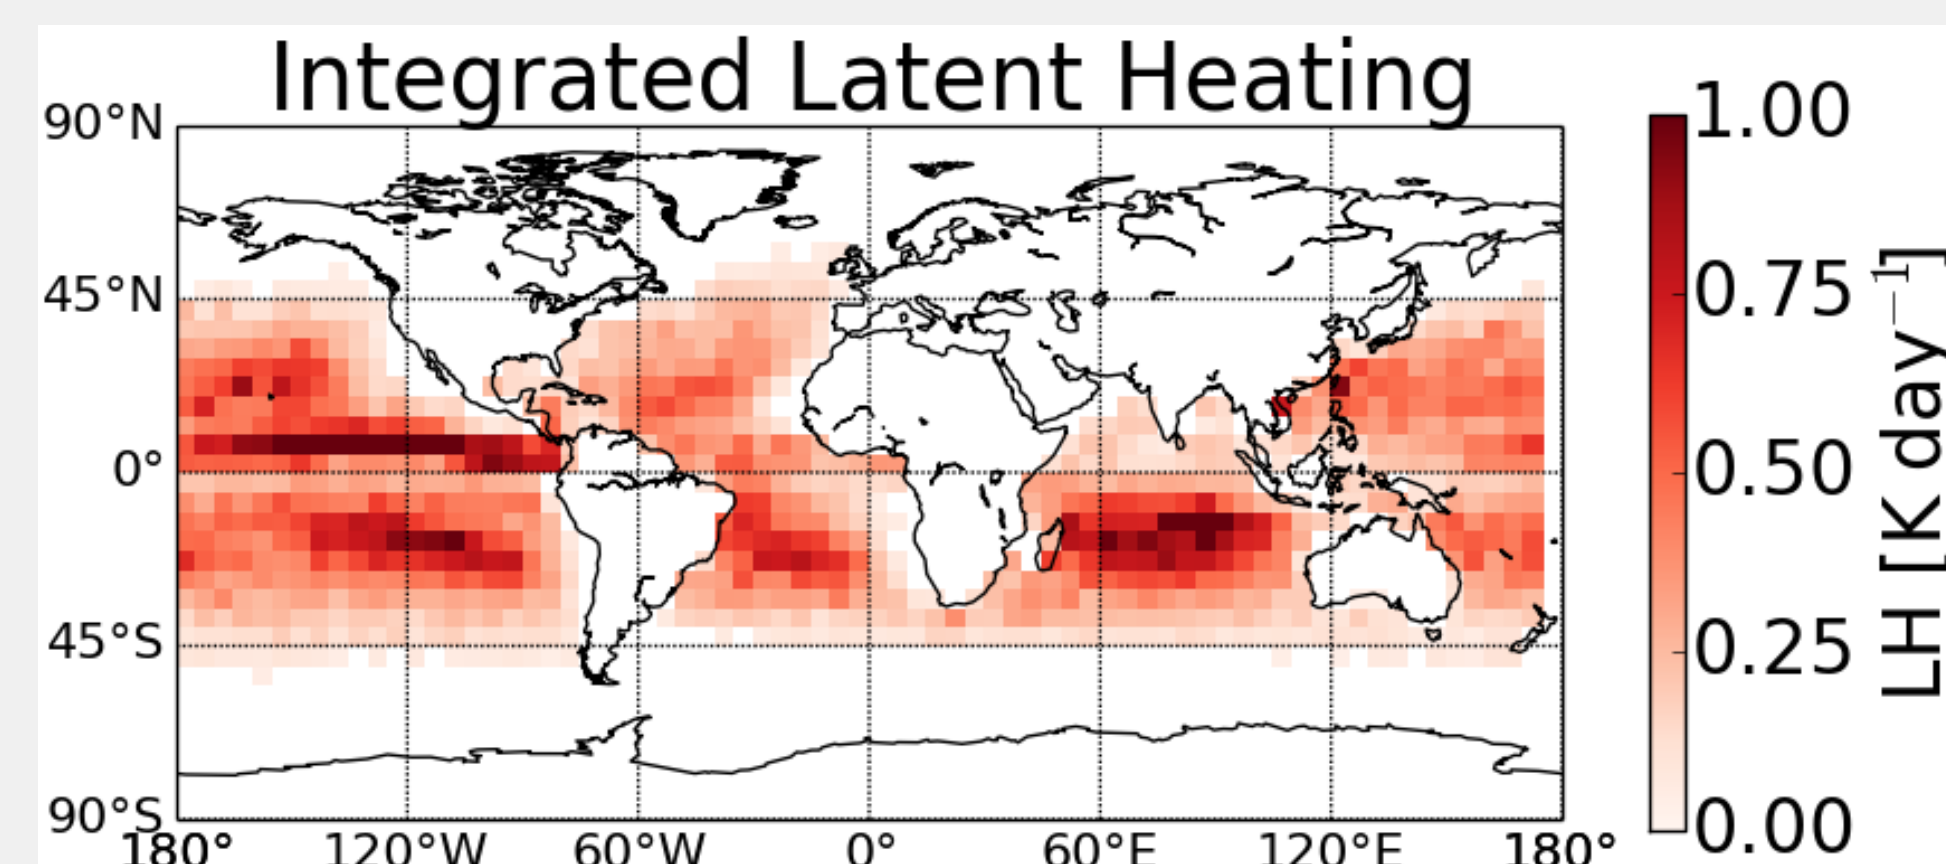 Integrated Latent Heating
90°N
45°N
0°
45°S
90°S
180° 120°W 60°W 0° 60°E 120°E 180°
1.00
0.75
0.50
0.25
0.00
LH [K day⁻¹]